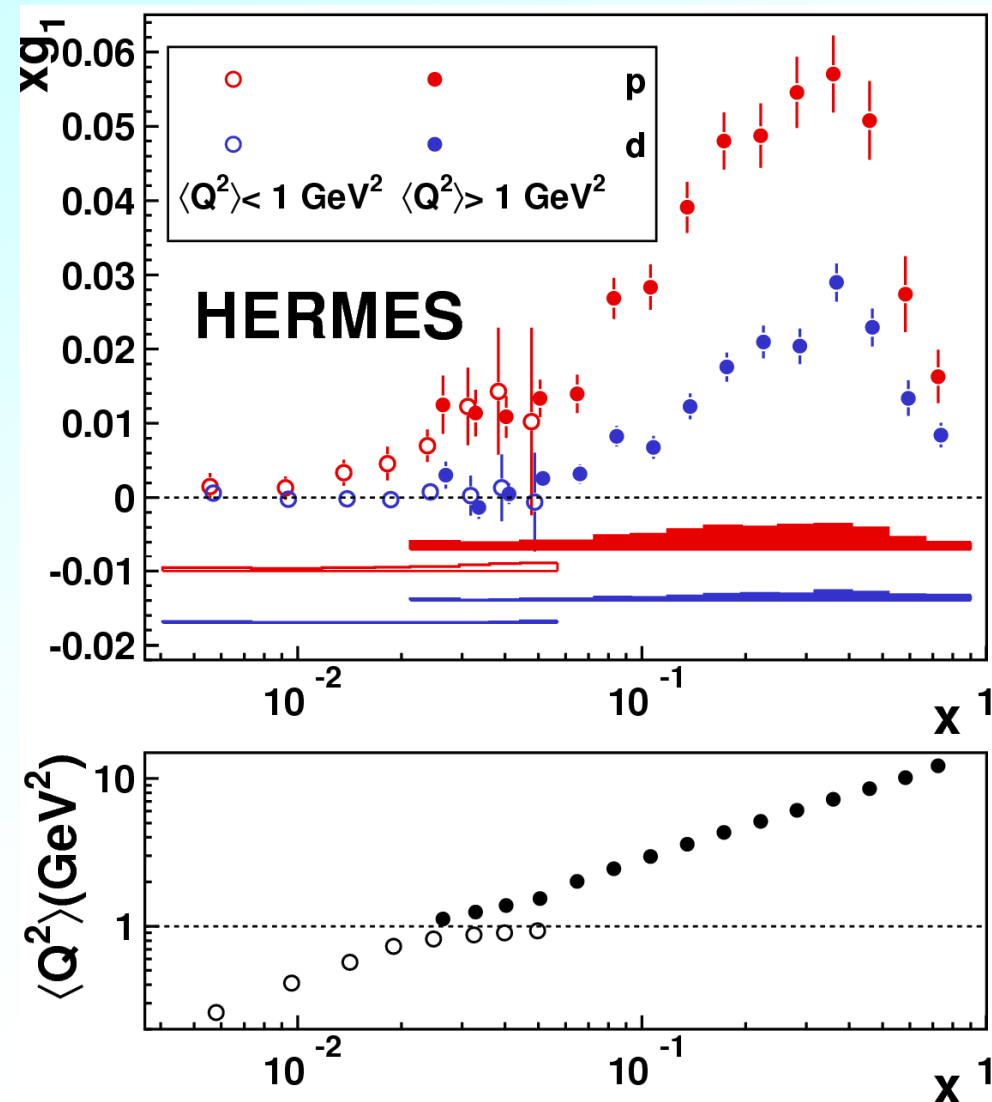 xg1
0.06
p
0.05
d
0.04
⟨Q²⟩< 1 GeV² ⟨Q²⟩> 1 GeV²
0.03
HERMES
0.02
0.01
0
-0.01
-0.02
10⁻² 10⁻¹ 1
x
⟨Q²⟩(GeV²)
10
1
10⁻² 10⁻¹ 1
x